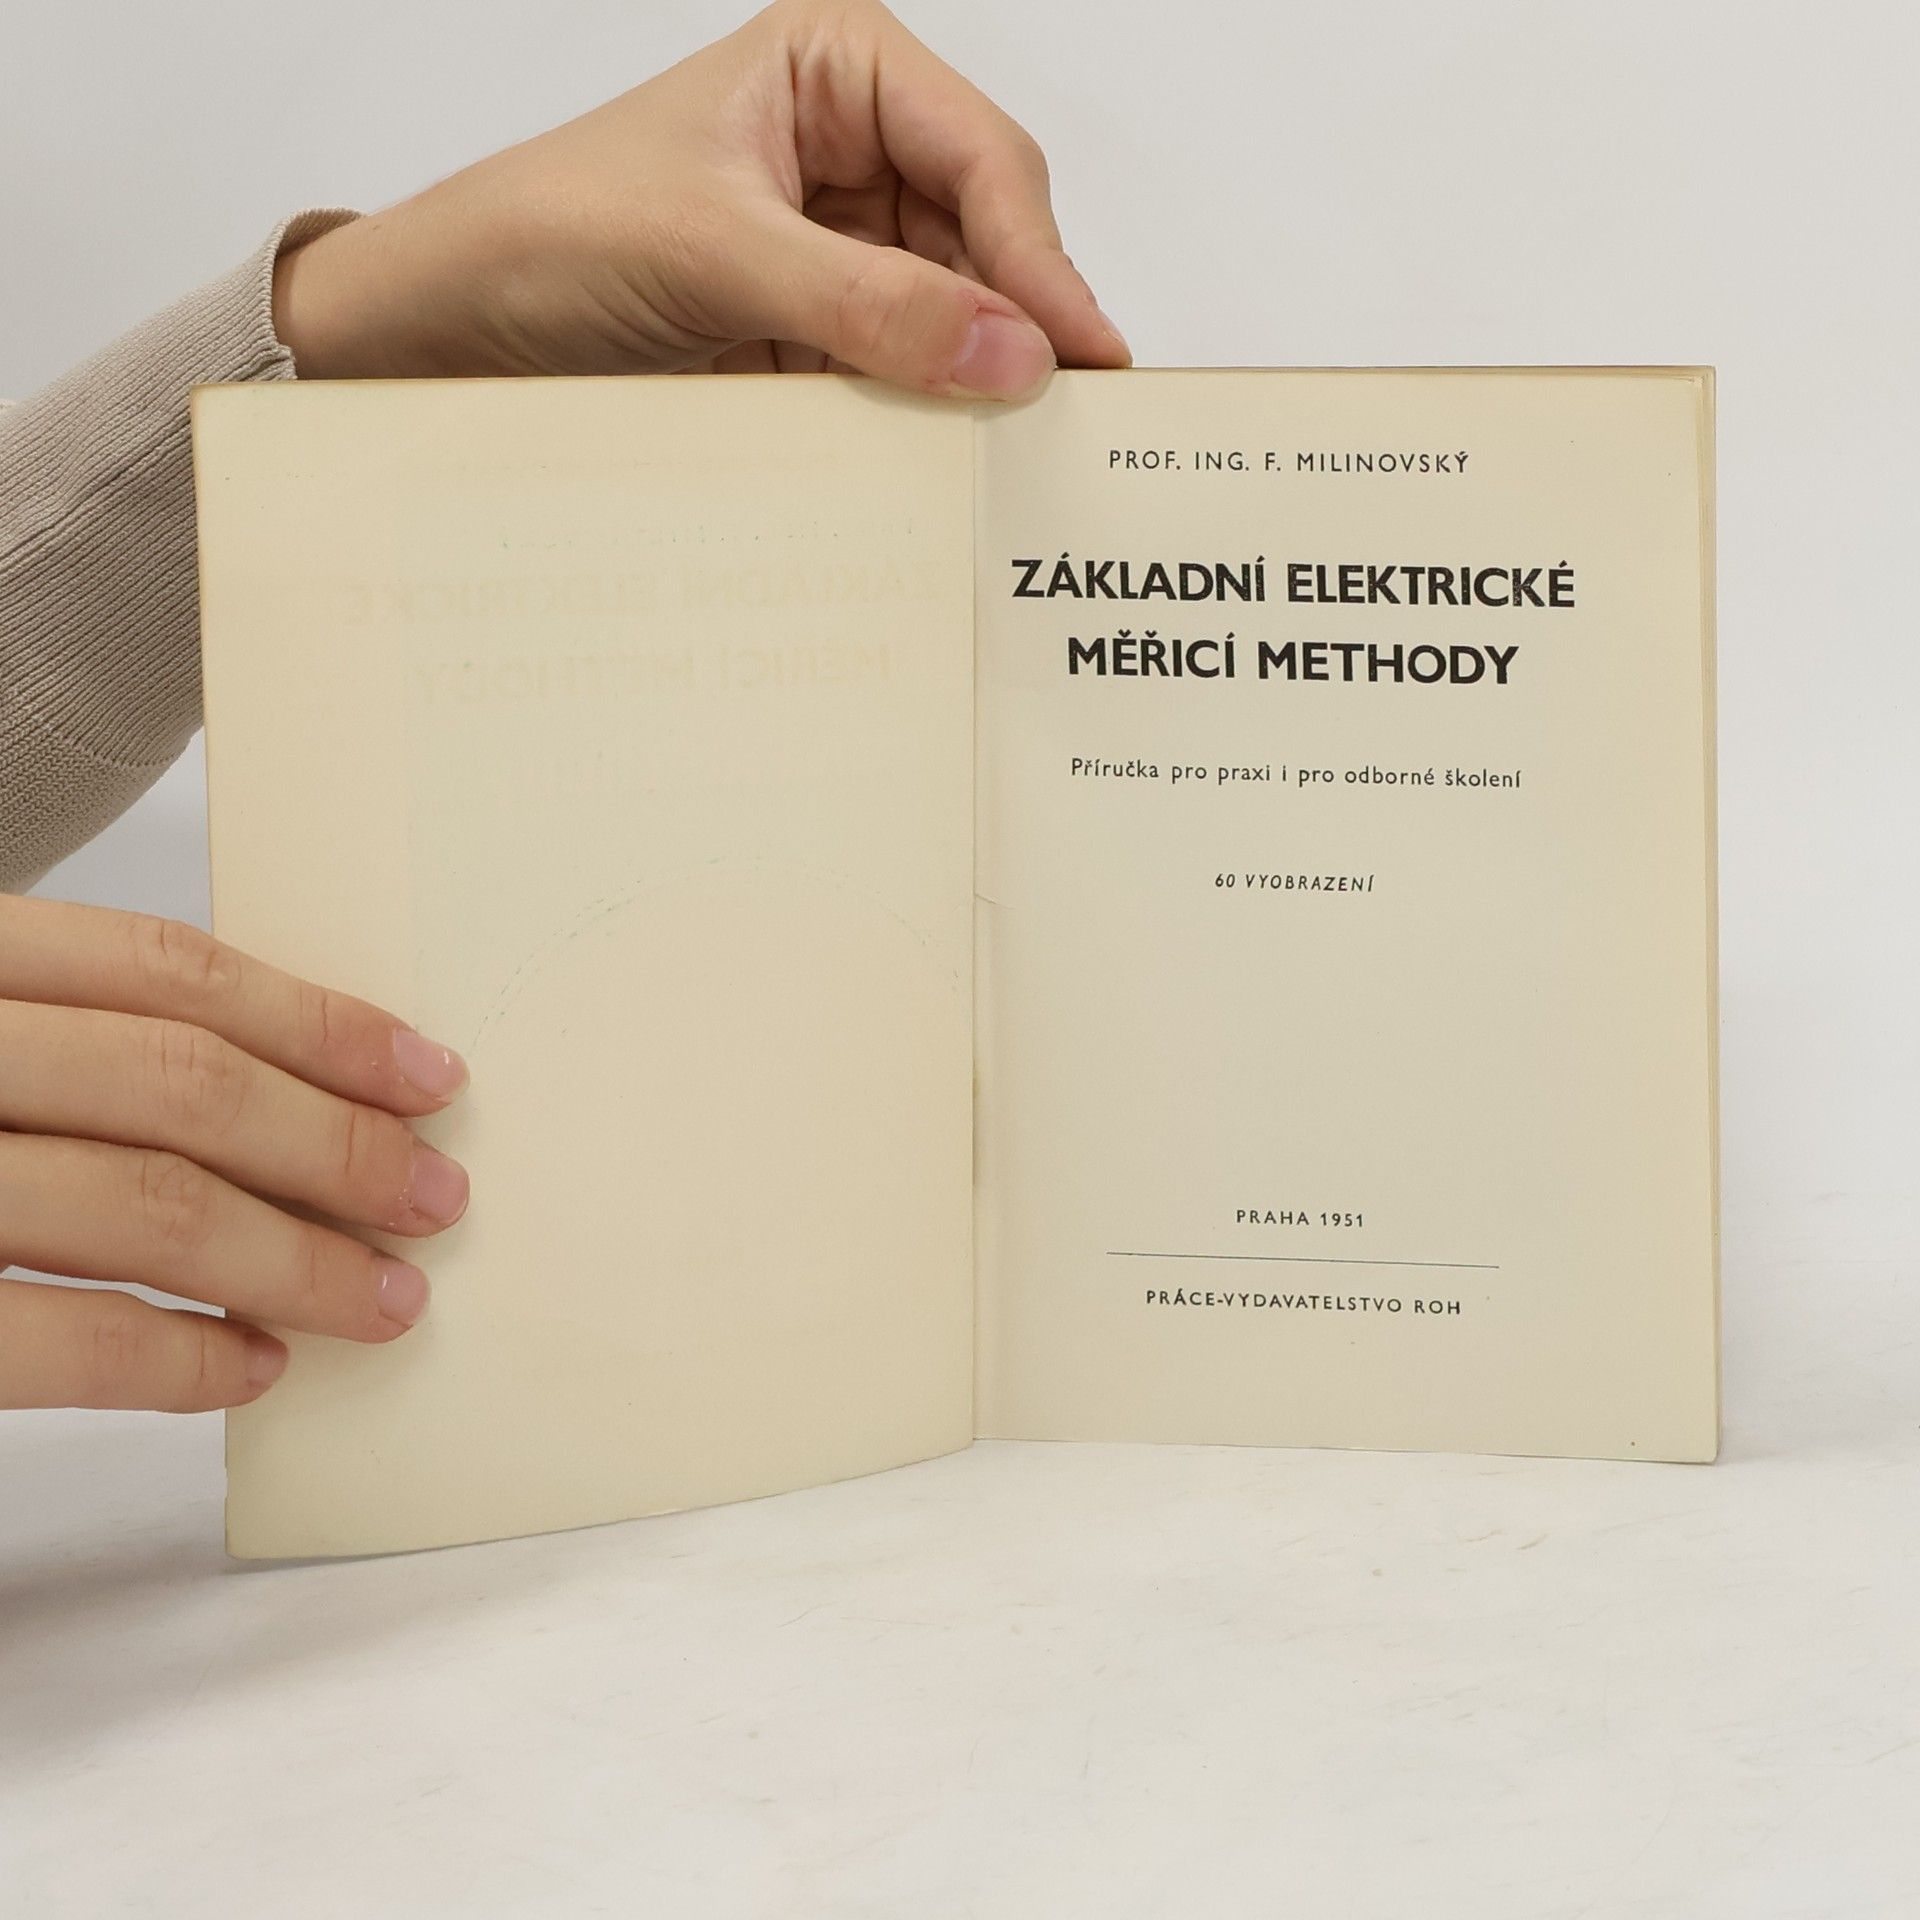 PROF. ING. F. MILINOVSKÝ
ZÁKLADNÍ ELEKTRICKÉ
MĚŘICÍ METHODY
Příručka pro praxi i pro odborné školení
60 VYOBRAZENÍ
PRAHA 1951
PRÁCE-VYDAVATELSTVO ROH